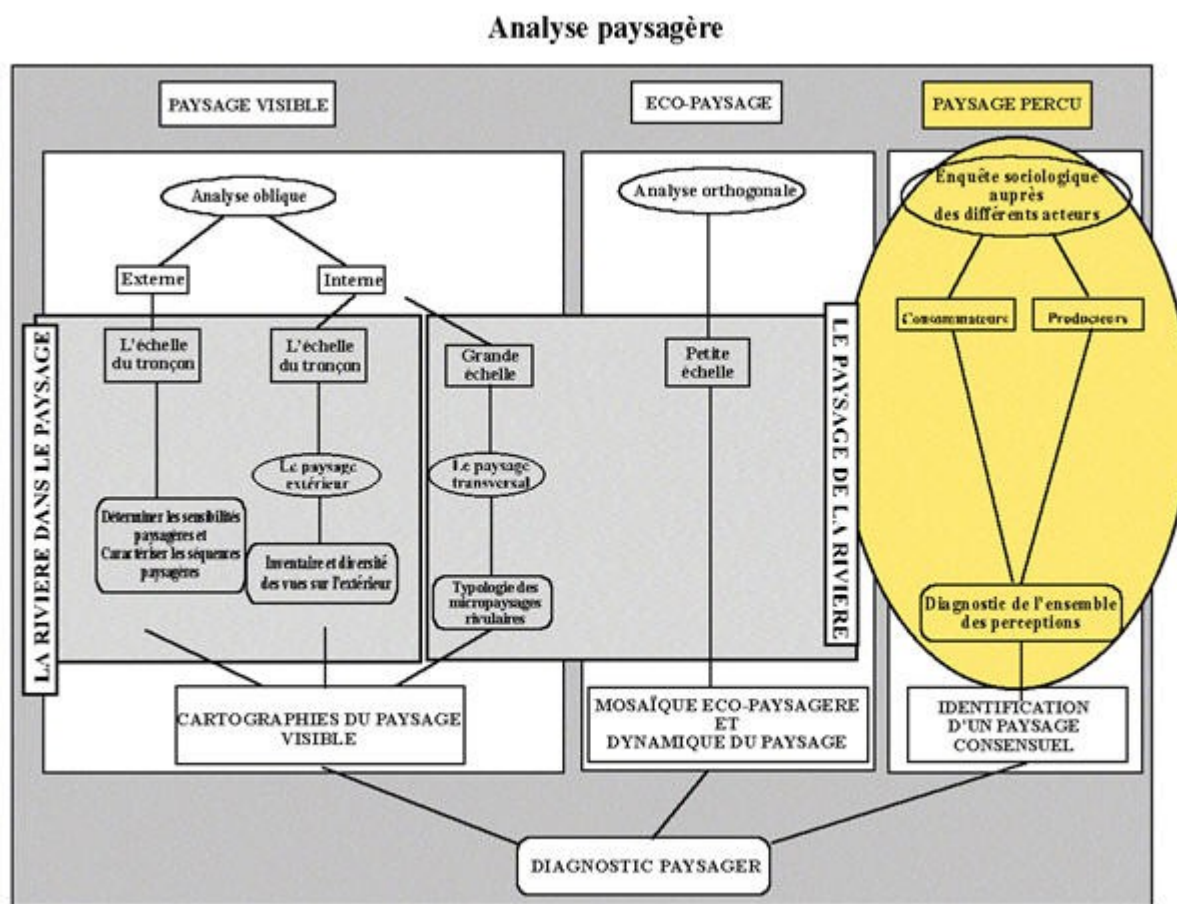 Analyse paysagère
PAYSAGE VISIBLE
ECO-PAYSAGE
PAYSAGE PERCU
Analyse oblique
Analyse orthogonale
Enquête sociologique
auprès
des différents acteurs
Externe
Interne
Consommateurs
Producteurs
LA RIVIERE DANS LE PAYSAGE
L'échelle
du tronçon
L'échelle
du tronçon
Grande
échelle
Petite
échelle
LE PAYSAGE DE LA RIVIERE
Le paysage
extérieur
Le paysage
transversal
Déterminer les sensibilités
paysagères et
Caractériser les séquences
paysagères
Inventaire et diversité
des vues sur l'extérieur
Typologie des
micropaysages
rivulaires
Diagnostic de l'ensemble
des perceptions
CARTOGRAPHIES DU PAYSAGE
VISIBLE
MOSAÏQUE ECO-PAYSAGERE
ET
DYNAMIQUE DU PAYSAGE
IDENTIFICATION
D'UN PAYSAGE
CONSENSUEL
DIAGNOSTIC PAYSAGER